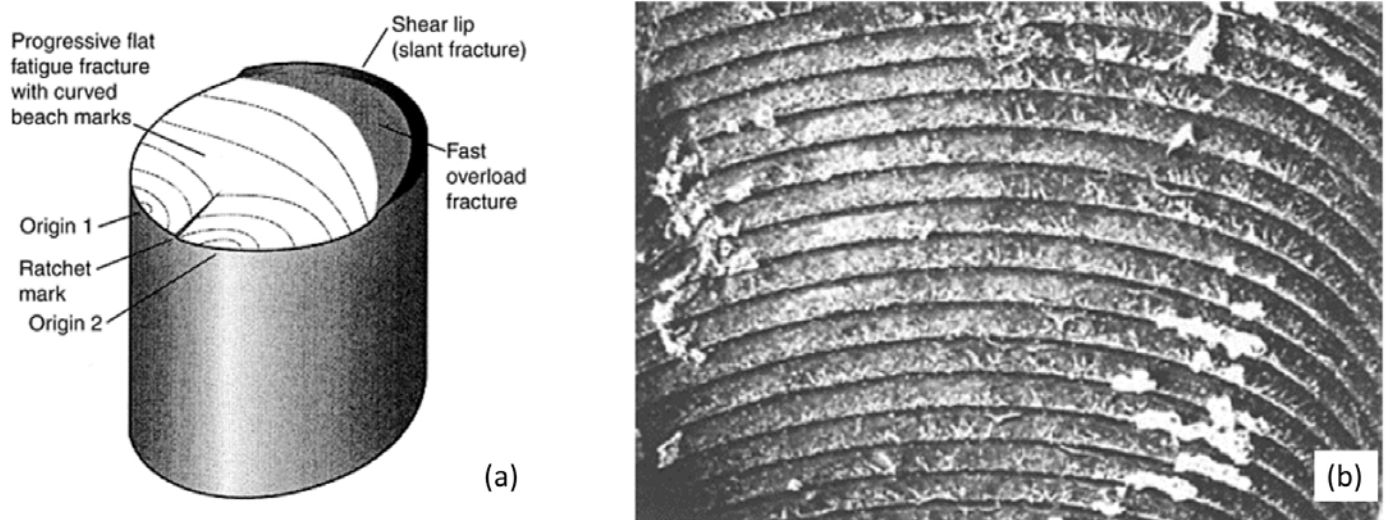 Progressive flat
fatigue fracture
with curved
beach marks
Shear lip
(slant fracture)
Fast
overload
fracture
Origin 1
Ratchet
mark
Origin 2
(a)
(b)